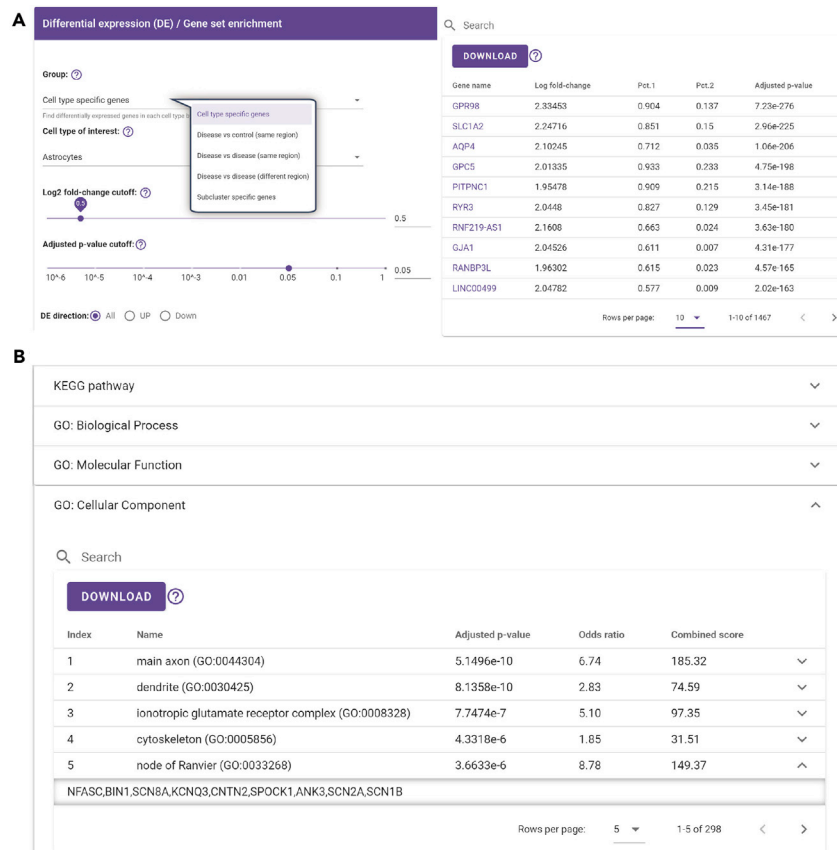 A
Differential expression (DE) / Gene set enrichment
Group: ?
Cell type specific genes
Find differentially expressed genes in each cell type
Cell type specific genes
Disease vs control (same region)
Disease vs disease (same region)
Disease vs disease (different region)
Subcluster specific genes
Cell type of interest: ?
Astrocytes
Log2 fold-change cutoff: ?
0.5
0.5
Adjusted p-value cutoff: ?
0.05
10^-6 10^-5 10^-4 10^-3 0.01 0.05 0.1 1
DE direction: All UP Down
Search
DOWNLOAD ?
Gene name Log fold-change Pct.1 Pct.2 Adjusted p-value
GPR98 2.33453 0.904 0.137 7.23e-276
SLC1A2 2.24716 0.851 0.15 2.96e-225
AQP4 2.10245 0.712 0.035 1.06e-206
GPC5 2.01335 0.933 0.233 4.75e-198
PITPNC1 1.95478 0.909 0.215 3.14e-188
RYR3 2.0448 0.827 0.129 3.45e-181
RNF219-AS1 2.1608 0.663 0.024 3.63e-180
GJA1 2.04526 0.611 0.007 4.31e-177
RANBP3L 1.96302 0.615 0.023 4.57e-165
LINC00499 2.04782 0.577 0.009 2.02e-163
Rows per page: 10 1-10 of 1467
B
KEGG pathway
GO: Biological Process
GO: Molecular Function
GO: Cellular Component
Search
DOWNLOAD ?
Index Name Adjusted p-value Odds ratio Combined score
1 main axon (GO:0044304) 5.1496e-10 6.74 185.32
2 dendrite (GO:0030425) 8.1358e-10 2.83 74.59
3 ionotropic glutamate receptor complex (GO:0008328) 7.7474e-7 5.10 97.35
4 cytoskeleton (GO:0005856) 4.3318e-6 1.85 31.51
5 node of Ranvier (GO:0033268) 3.6633e-6 8.78 149.37
NFASC,BIN1,SCN8A,KCNQ3,CNTN2,SPOCK1,ANK3,SCN2A,SCN1B
Rows per page: 5 1-5 of 298